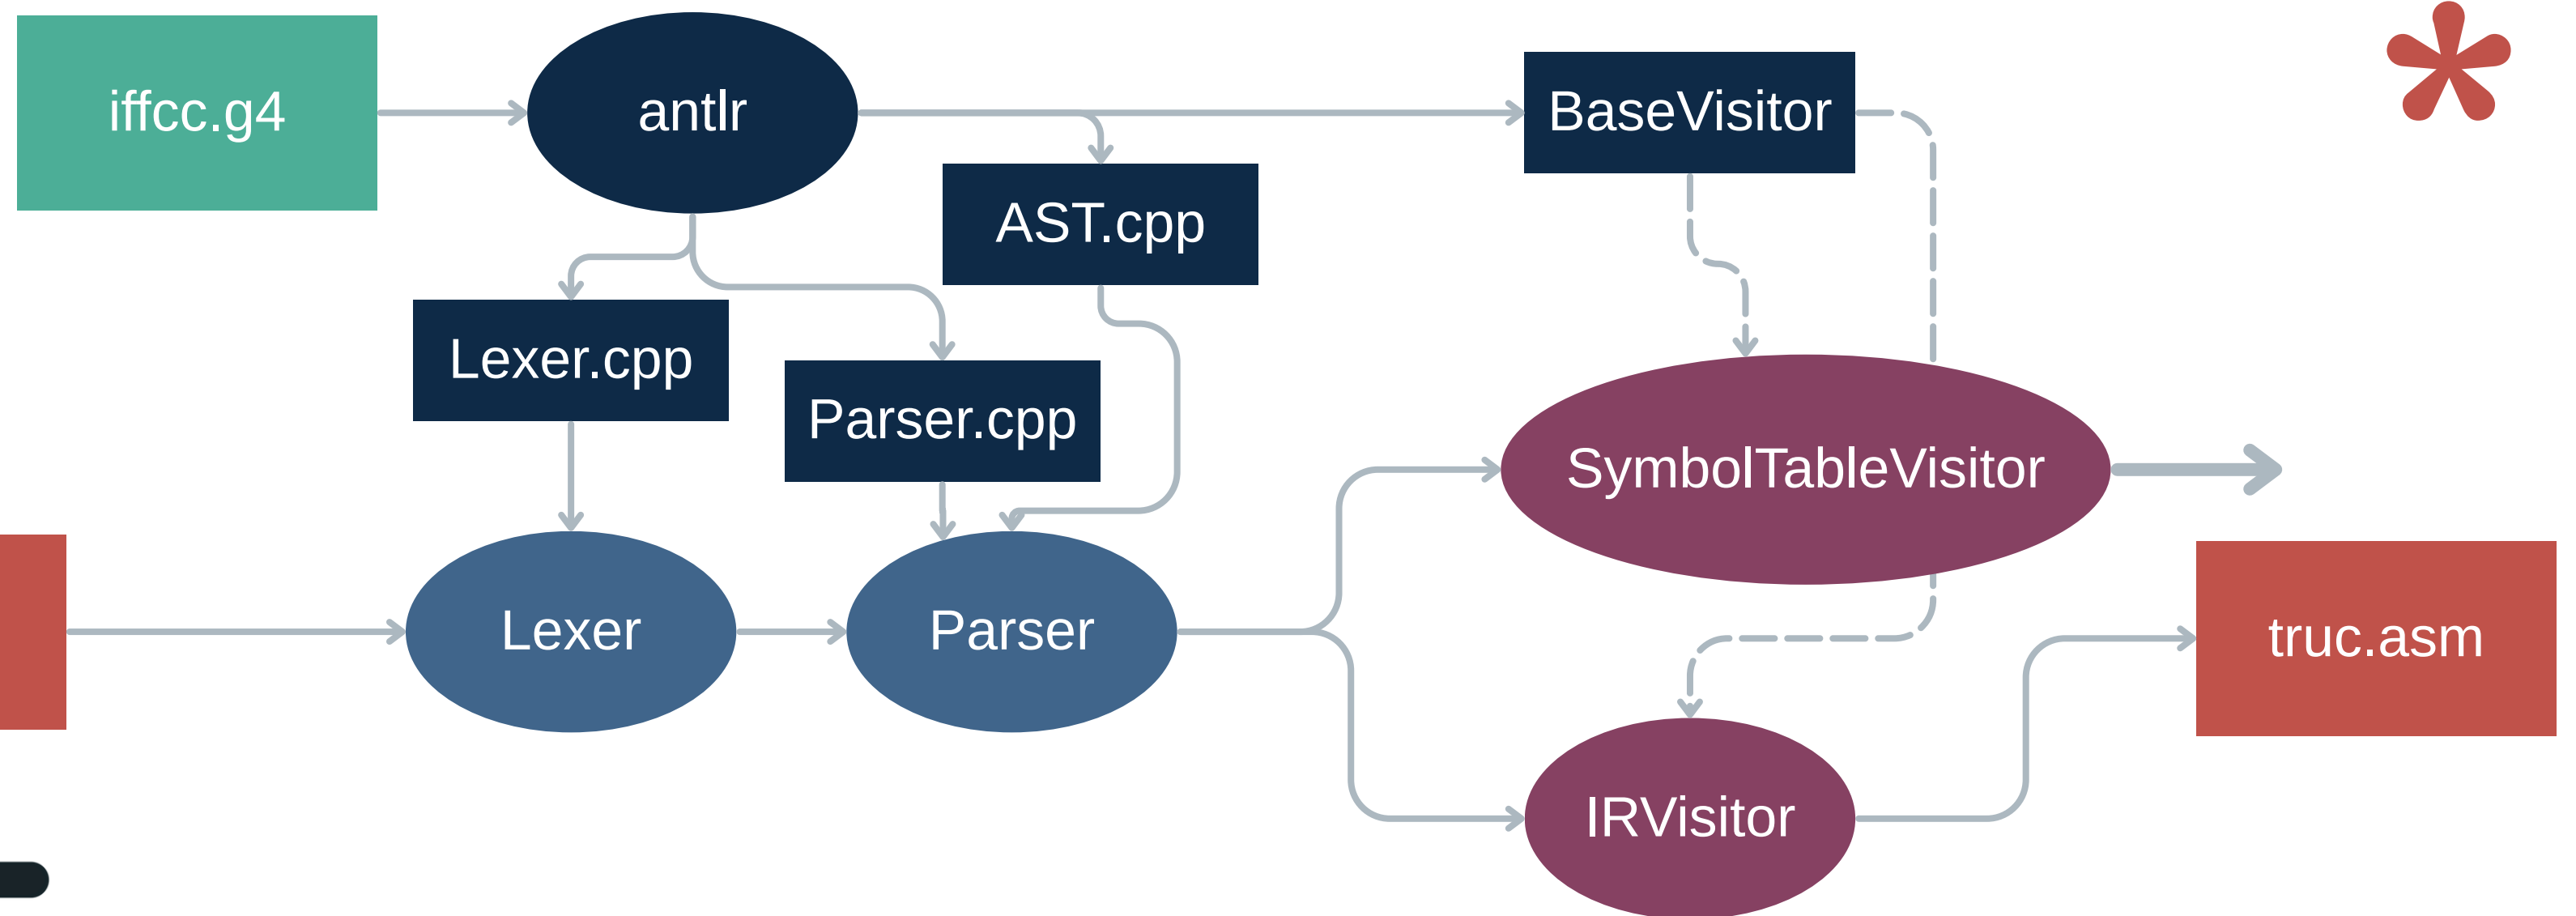 iffcc.g4
antlr
BaseVisitor
AST.cpp
Lexer.cpp
Parser.cpp
SymbolTableVisitor
Lexer
Parser
truc.asm
IRVisitor